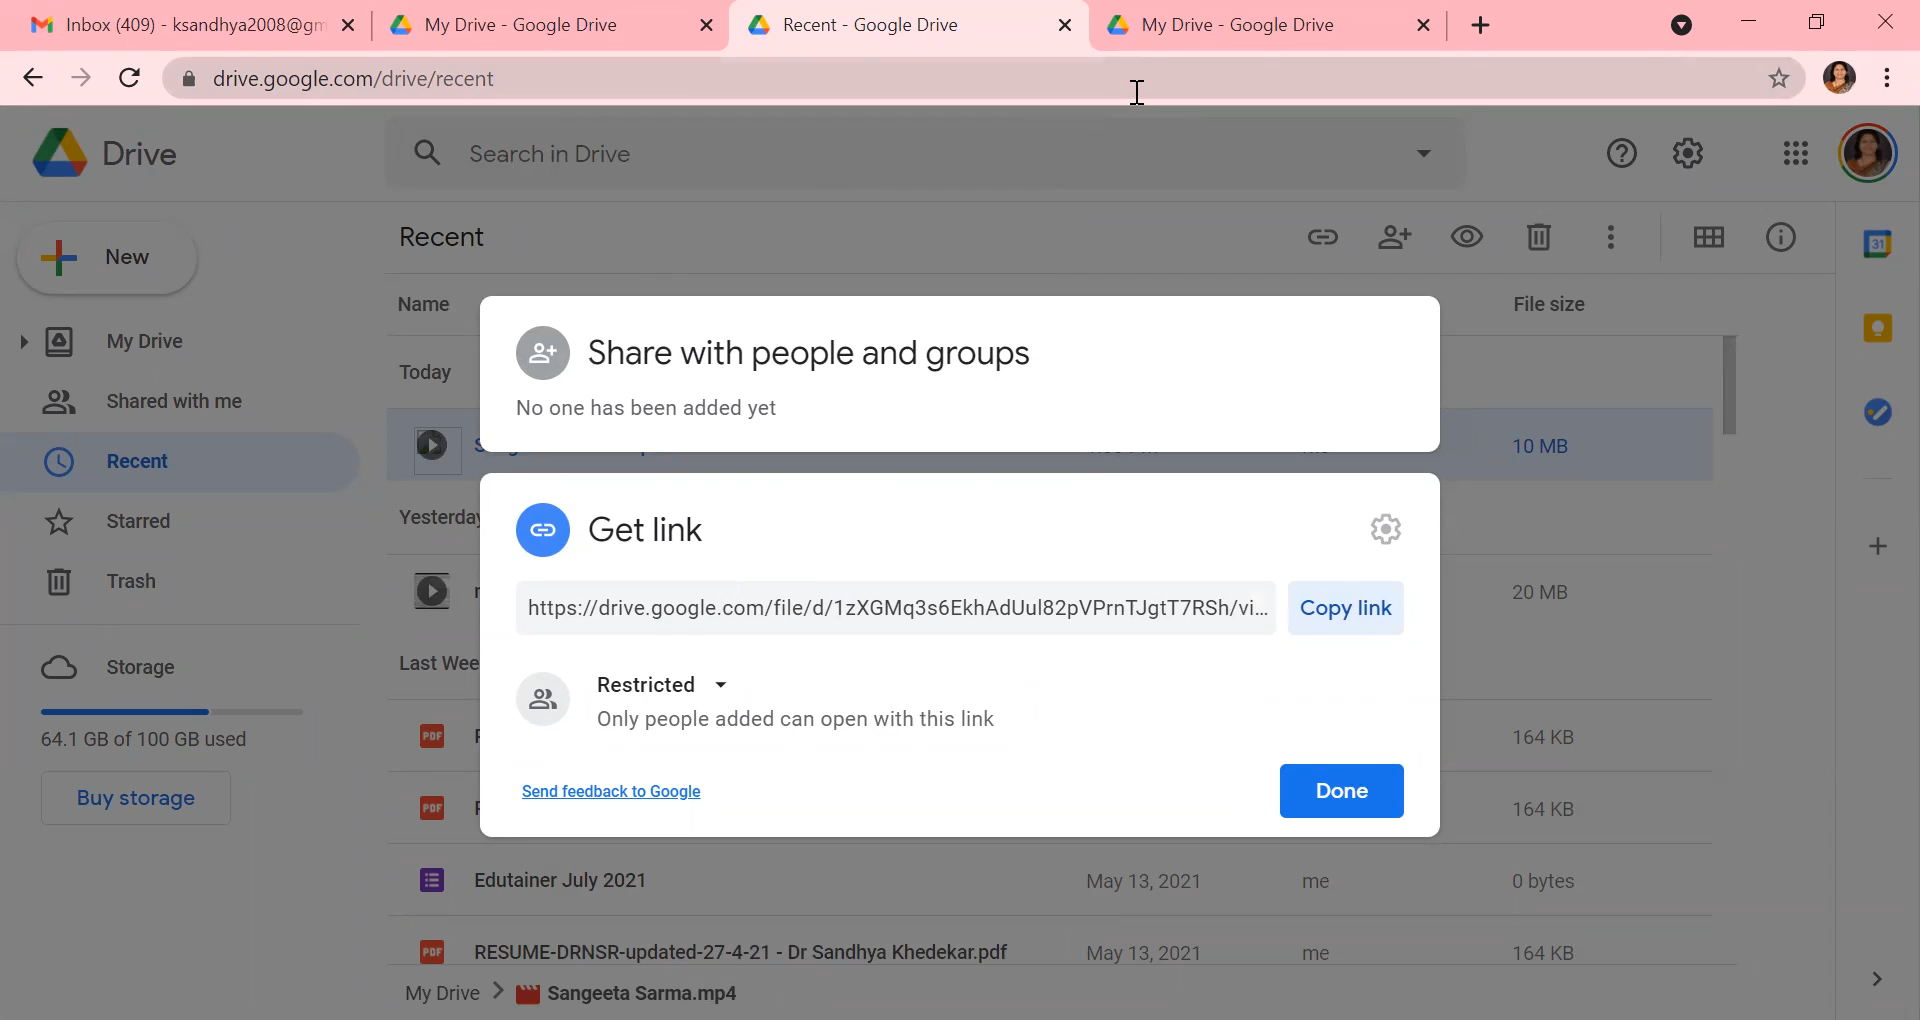 Inbox (409) - ksandhya2008@gm
My Drive - Google Drive
Recent - Google Drive
My Drive - Google Drive
drive.google.com/drive/recent
Drive
Search in Drive
New
Recent
Name
File size
My Drive
Today
Shared with me
10 MB
Recent
Starred
Yesterday
Trash
20 MB
Last Wee
Storage
64.1 GB of 100 GB used
Buy storage
Share with people and groups
No one has been added yet
Get link
https://drive.google.com/file/d/1zXGMq3s6EkhAdUul82pVPrnTJgtT7RSh/vi...
Copy link
Restricted
Only people added can open with this link
Send feedback to Google
Done
PDF
164 KB
PDF
164 KB
Edutainer July 2021 May 13, 2021 me 0 bytes
PDF RESUME-DRNSR-updated-27-4-21 - Dr Sandhya Khedekar.pdf May 13, 2021 me 164 KB
My Drive > Sangeeta Sarma.mp4
31